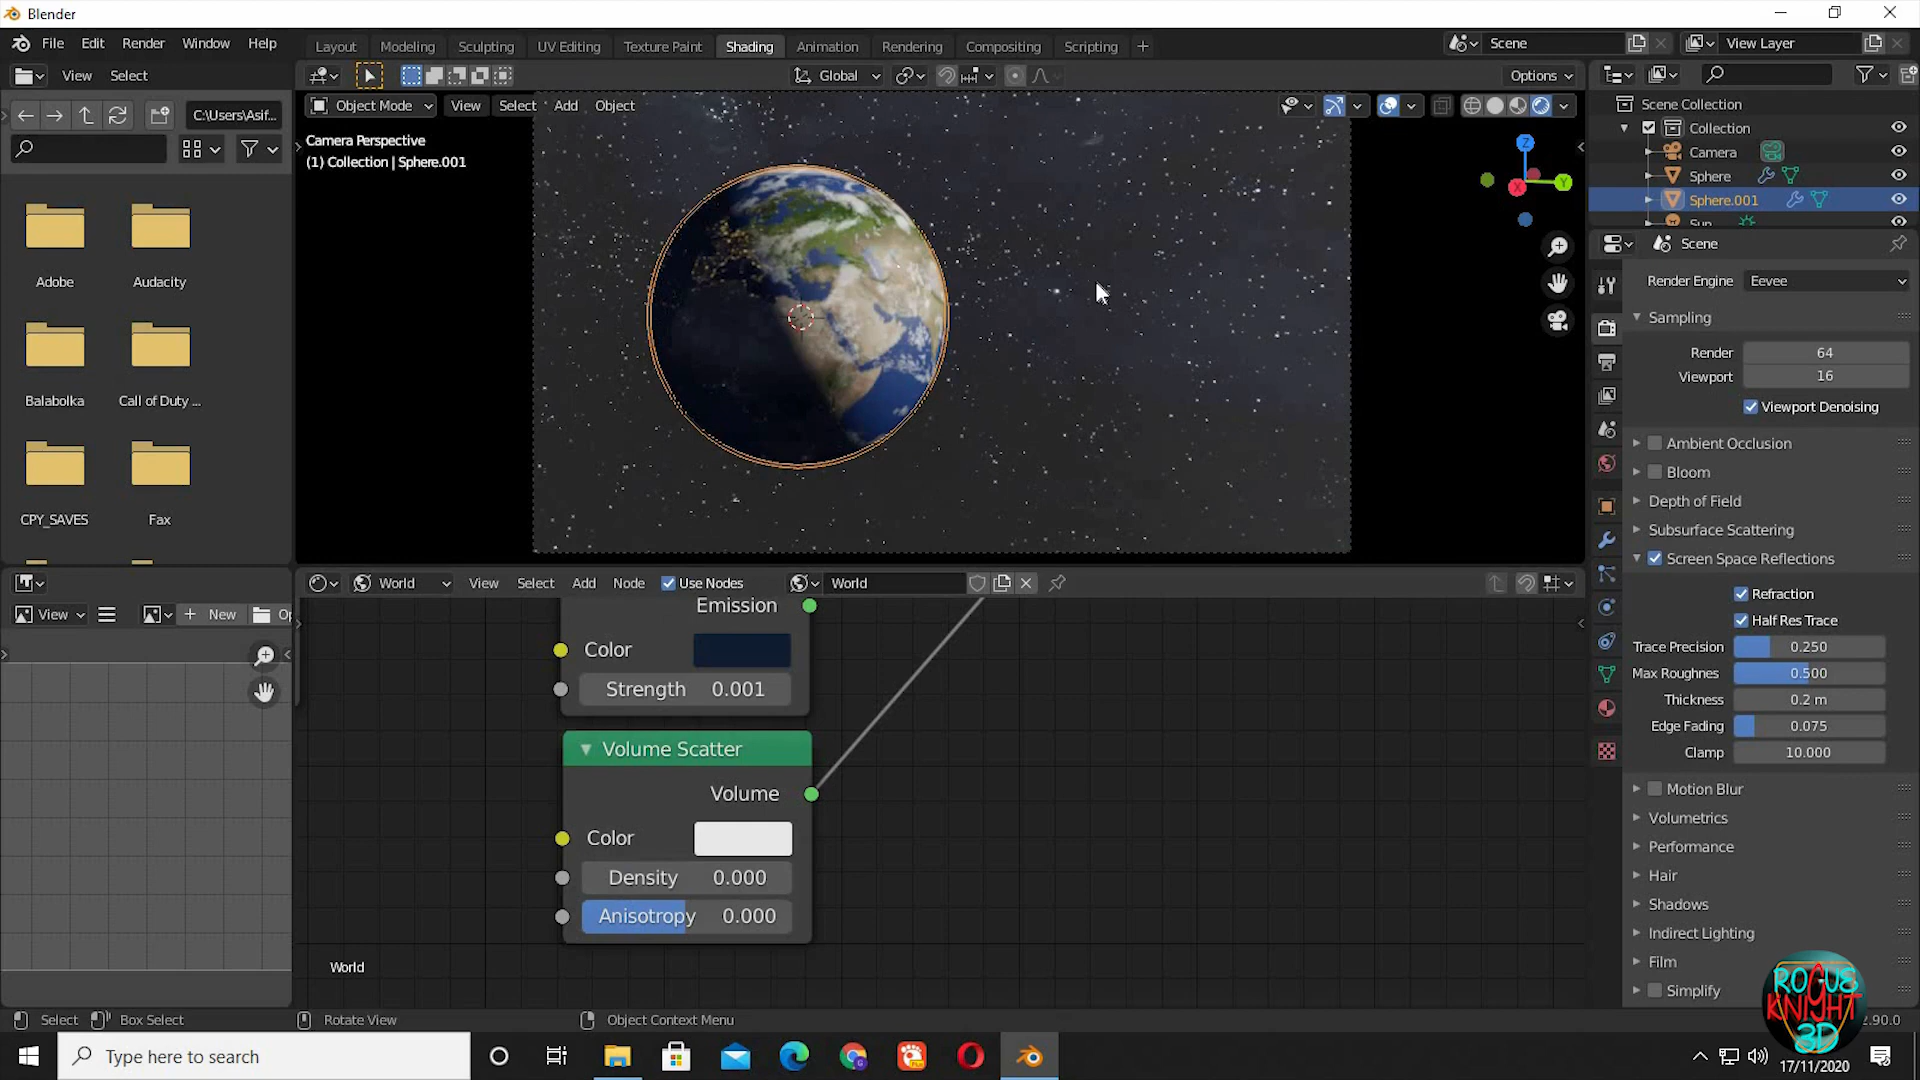 Blender
File Edit Render Window Help
Layout Modeling Sculpting UV Editing Texture Paint Shading Animation Rendering Compositing Scripting +
Scene View Layer
View Select
Global Options
C:\Users\Asif...
Object Mode View Select Add Object
Camera Perspective
(1) Collection | Sphere.001
Z
X Y
Adobe Audacity
Balabolka Call of Duty ...
CPY_SAVES Fax
Scene Collection
Collection
Camera
Sphere
Sphere.001
Sun
Scene
Render Engine Eevee
Sampling
Render 64
Viewport 16
Viewport Denoising
Ambient Occlusion
Bloom
Depth of Field
Subsurface Scattering
Screen Space Reflections
Refraction
Half Res Trace
Trace Precision 0.250
Max Roughnes 0.500
Thickness 0.2 m
Edge Fading 0.075
Clamp 10.000
Motion Blur
Volumetrics
Performance
Hair
Shadows
Indirect Lighting
Film
Simplify
View + New Op
World View Select Add Node Use Nodes World
Emission
Color
Strength 0.001
Volume Scatter
Volume
Color
Density 0.000
Anisotropy 0.000
World
ROGUE
KNIGHT
3D
Select Box Select Rotate View Object Context Menu 2.90.0
Type here to search
17/11/2020